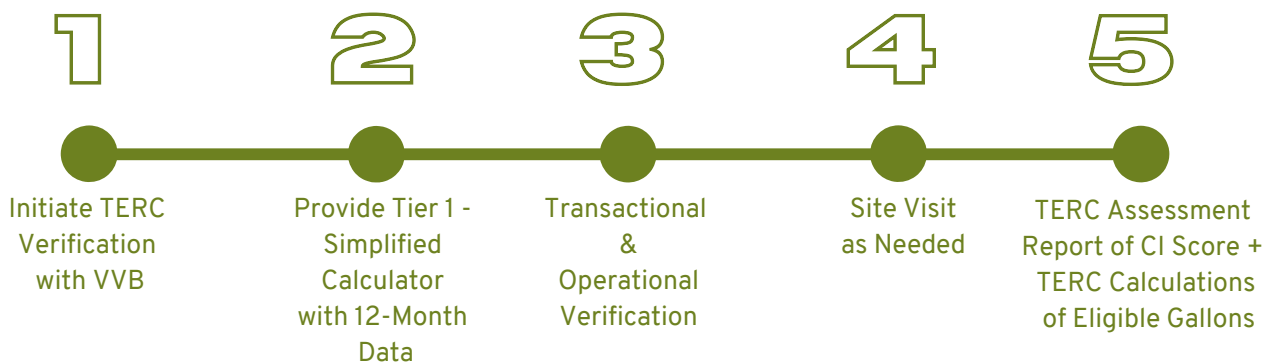 1
2
3
4
5
Initiate TERC
Verification
with VVB
Provide Tier 1 -
Simplified
Calculator
with 12-Month
Data
Transactional
&
Operational
Verification
Site Visit
as Needed
TERC Assessment
Report of CI Score +
TERC Calculations
of Eligible Gallons